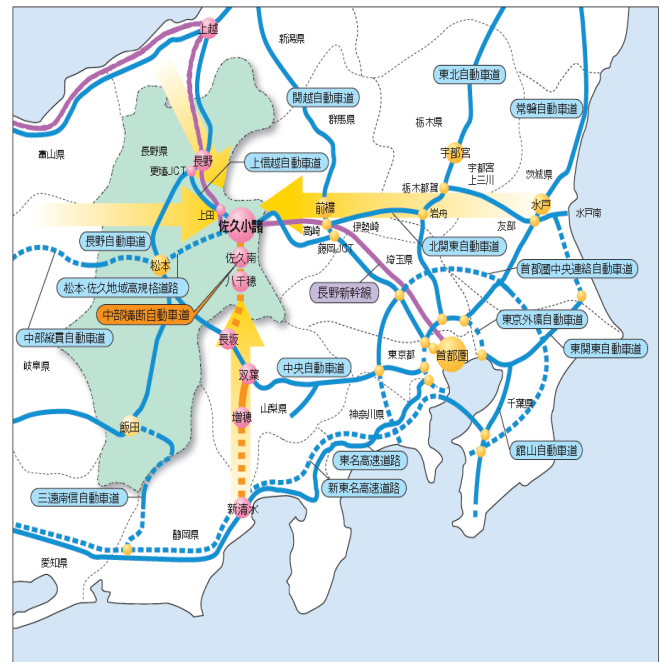 上越
新潟県
東北自動車道
関越自動車道
常磐自動車道
群馬県
栃木県
富山県
長野県
長野
更埴JCT
上信越自動車道
宇都宮
宇都宮
上三川
茨城県
栃木都賀
上田
佐久小諸
前橋
岩舟
水戸
水戸南
長野自動車道
高崎
伊勢崎
友部
北関東自動車道
藤岡JCT
佐久南
松本
埼玉県
首都圏中央連絡自動車道
八千穂
松本・佐久地域高規格道路
長野新幹線
中部横断自動車道
東京外環自動車道
中部縦貫自動車道
長坂
東関東自動車道
東京都
首都圏
岐阜県
双葉
中央自動車道
山梨県
増穂
神奈川県
千葉県
飯田
館山自動車道
東名高速道路
新東名高速道路
三遠南信自動車道
新清水
静岡県
愛知県